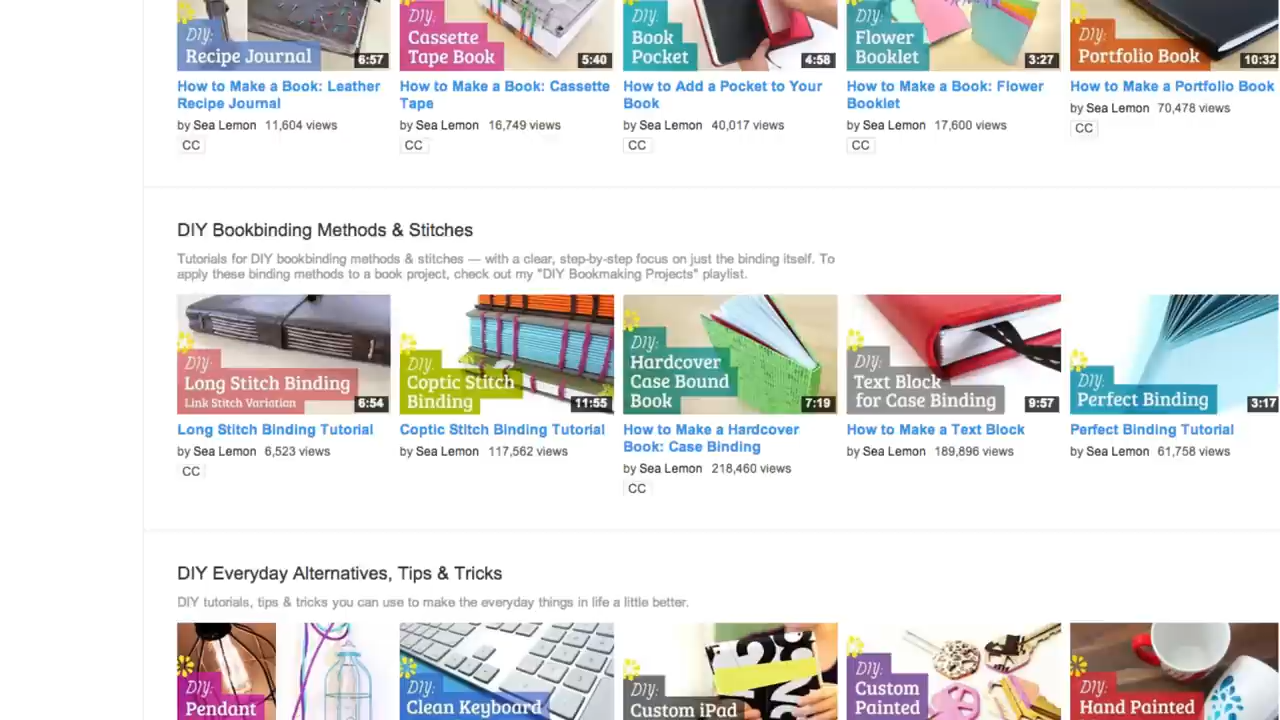 DIY:
Recipe Journal
6:57
DIY:
Cassette
Tape Book
5:40
DIY:
Book
Pocket
4:58
DIY:
Flower
Booklet
3:27
DIY:
Portfolio Book
10:32
How to Make a Book: Leather
Recipe Journal
by Sea Lemon 11,604 views
CC
How to Make a Book: Cassette
Tape
by Sea Lemon 16,749 views
CC
How to Add a Pocket to Your
Book
by Sea Lemon 40,017 views
CC
How to Make a Book: Flower
Booklet
by Sea Lemon 17,600 views
CC
How to Make a Portfolio Book
by Sea Lemon 70,478 views
CC
DIY Bookbinding Methods & Stitches
Tutorials for DIY bookbinding methods & stitches — with a clear, step-by-step focus on just the binding itself. To
apply these binding methods to a book project, check out my "DIY Bookmaking Projects" playlist.
DIY:
Long Stitch Binding
Link Stitch Variation
6:54
DIY:
Coptic Stitch
Binding
11:55
DIY:
Hardcover
Case Bound
Book
7:19
DIY:
Text Block
for Case Binding
9:57
DIY:
Perfect Binding
3:17
Long Stitch Binding Tutorial
by Sea Lemon 6,523 views
CC
Coptic Stitch Binding Tutorial
by Sea Lemon 117,562 views
How to Make a Hardcover
Book: Case Binding
by Sea Lemon 218,460 views
CC
How to Make a Text Block
by Sea Lemon 189,896 views
Perfect Binding Tutorial
by Sea Lemon 61,758 views
DIY Everyday Alternatives, Tips & Tricks
DIY tutorials, tips & tricks you can use to make the everyday things in life a little better.
DIY:
Pendant
DIY:
Clean Keyboard
DIY:
Custom iPad
DIY:
Custom
Painted
DIY:
Hand Painted